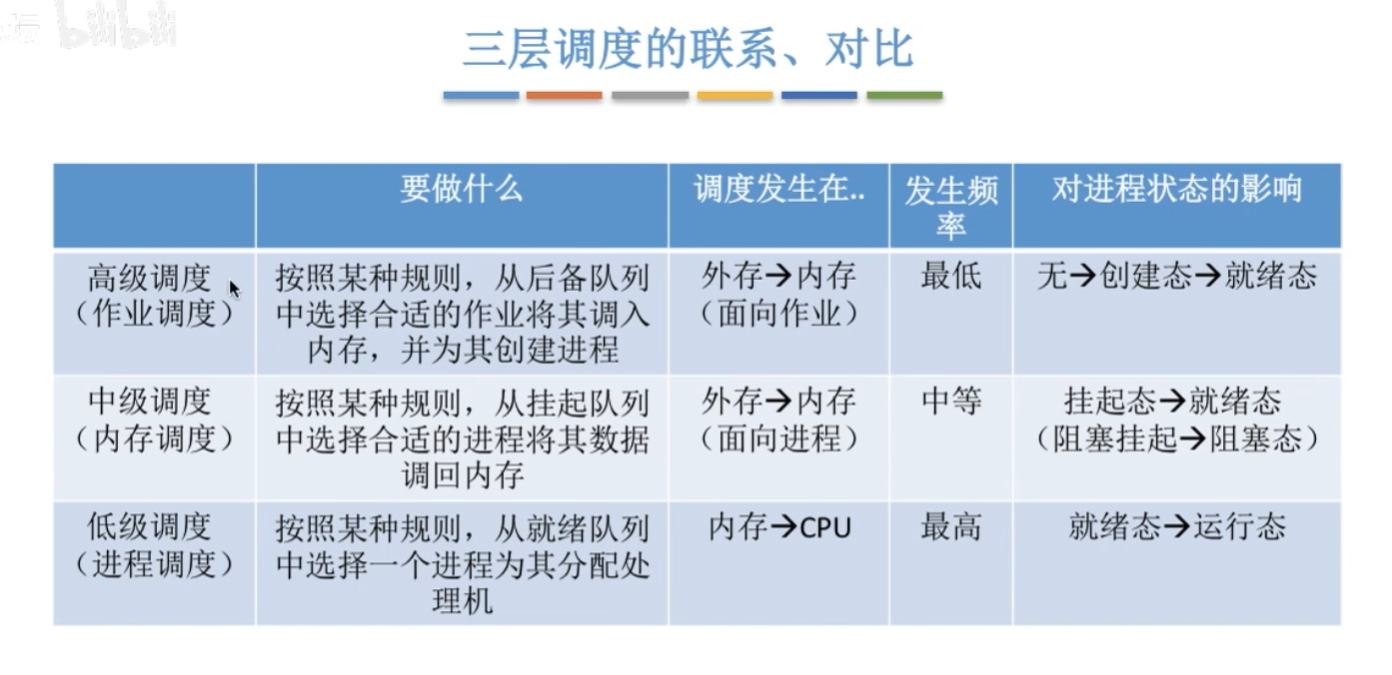 坛 bilibili
三层调度的联系、对比
要做什么
调度发生在..
发生频
率
对进程状态的影响
高级调度
（作业调度）
按照某种规则，从后备队列
中选择合适的作业将其调入
内存，并为其创建进程
外存→内存
（面向作业）
最低
无→创建态→就绪态
中级调度
（内存调度）
按照某种规则，从挂起队列
中选择合适的进程将其数据
调回内存
外存→内存
（面向进程）
中等
挂起态→就绪态
（阻塞挂起→阻塞态）
低级调度
（进程调度）
按照某种规则，从就绪队列
中选择一个进程为其分配处
理机
内存→CPU
最高
就绪态→运行态